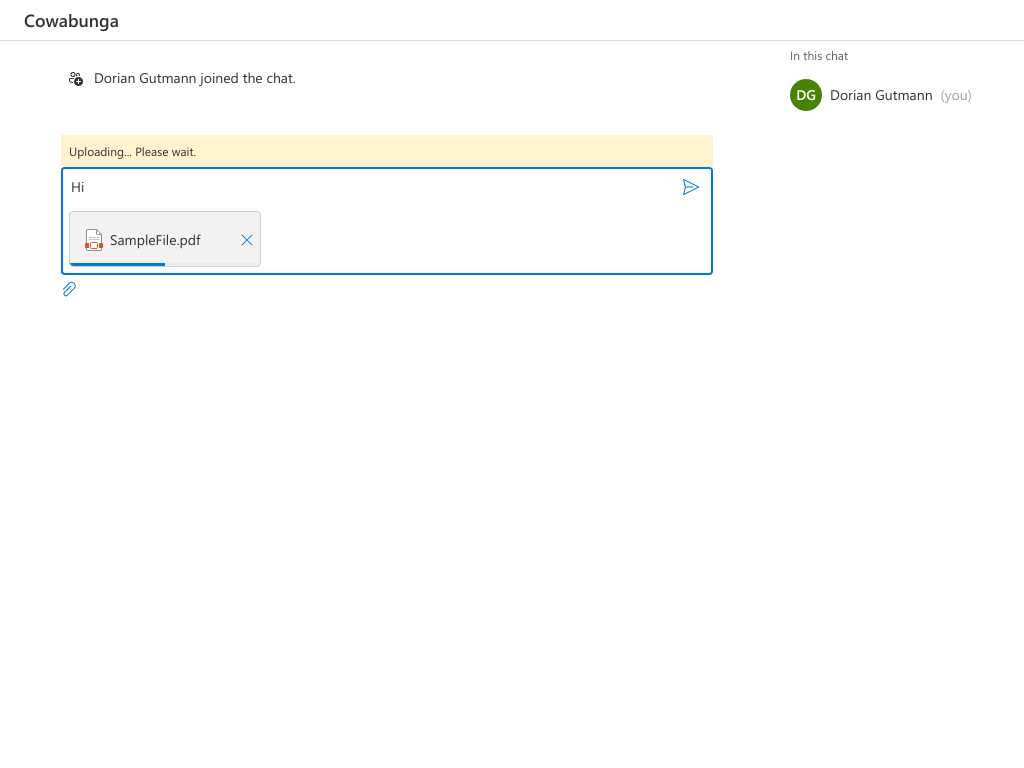 Cowabunga
In this chat
Dorian Gutmann joined the chat.
DG
Dorian Gutmann (you)
Uploading... Please wait.
Hi
SampleFile.pdf